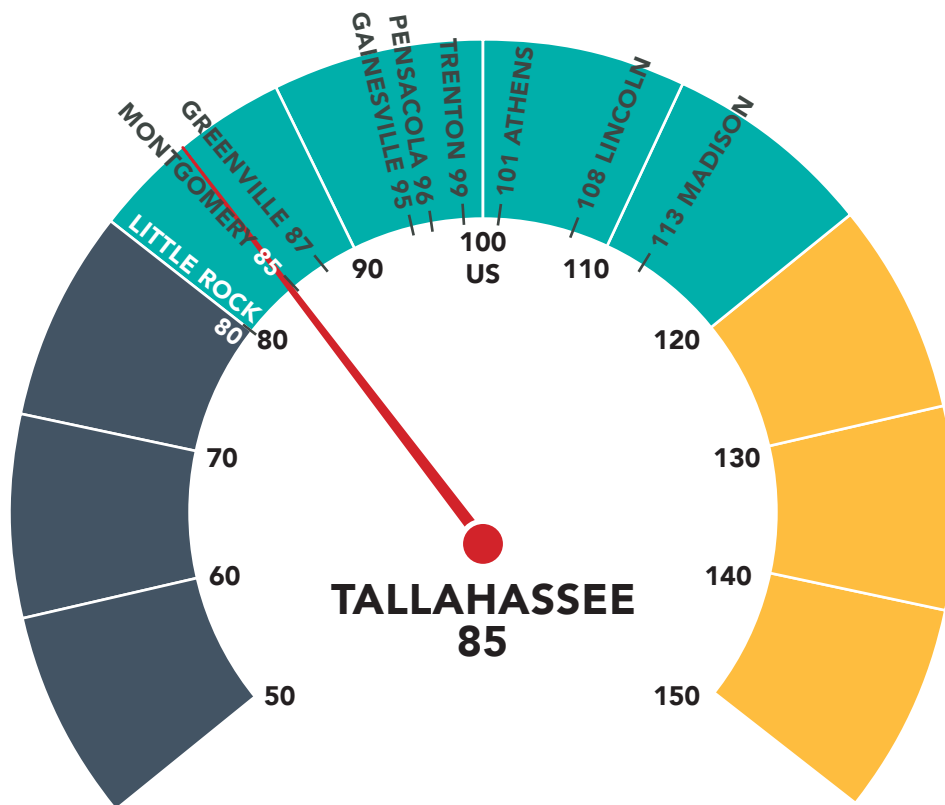 GAINESVILLE 95
PENSACOLA 96
TRENTON 99
101 ATHENS
108 LINCOLN
113 MADISON
GREENVILLE 87
MONTGOMERY 85
LITTLE ROCK
80
80
90
100
US
110
120
70
130
60
140
50
150
TALLAHASSEE
85